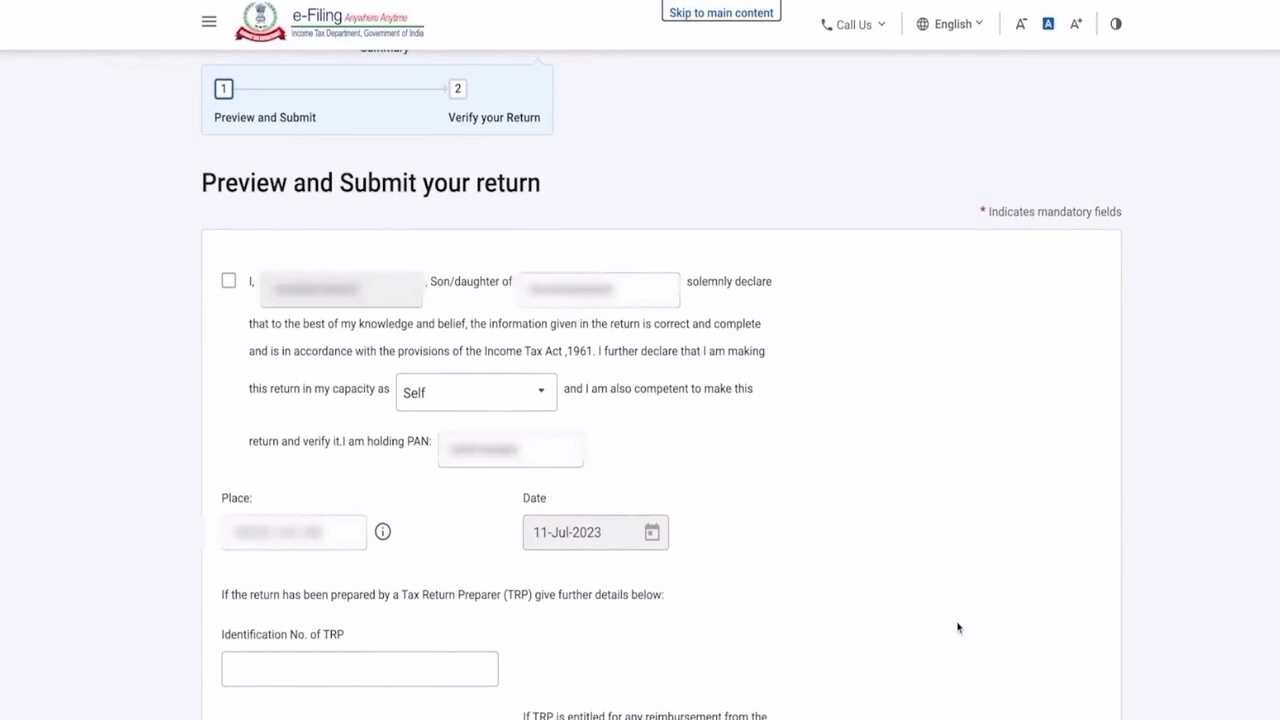 Skip to main content
e-Filing Anywhere Anytime
Income Tax Department, Government of India
Call Us
English
A-
A
A+
Summary
1
2
Preview and Submit
Verify your Return
Preview and Submit your return
* Indicates mandatory fields
I, , Son/daughter of solemnly declare
that to the best of my knowledge and belief, the information given in the return is correct and complete
and is in accordance with the provisions of the Income Tax Act ,1961. I further declare that I am making
this return in my capacity as Self and I am also competent to make this
return and verify it.I am holding PAN:
Place:
Date
11-Jul-2023
If the return has been prepared by a Tax Return Preparer (TRP) give further details below:
Identification No. of TRP
If TRP is entitled for any reimbursement from the